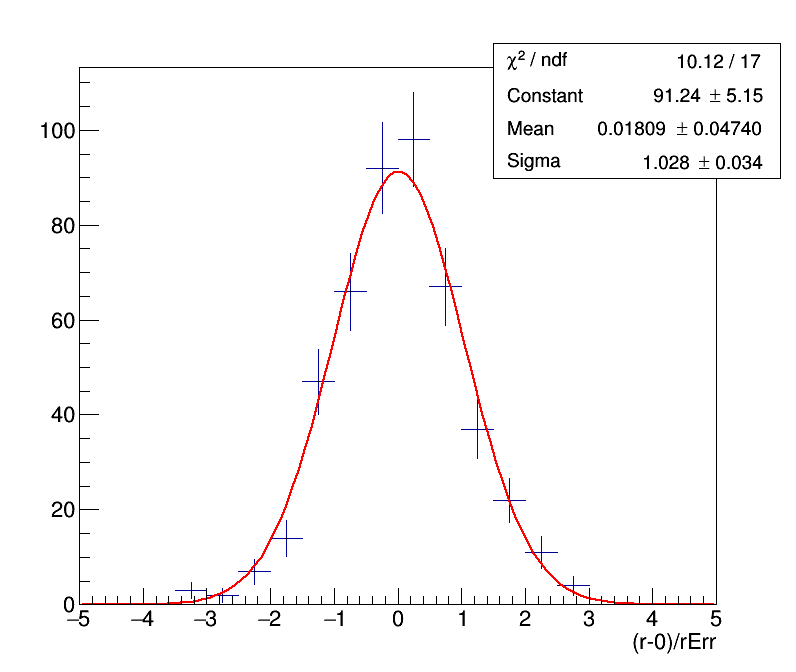 χ² / ndf 10.12 / 17
Constant 91.24 ± 5.15
Mean 0.01809 ± 0.04740
Sigma 1.028 ± 0.034
100
80
60
40
20
0
−5 −4 −3 −2 −1 0 1 2 3 4 5
(r-0)/rErr